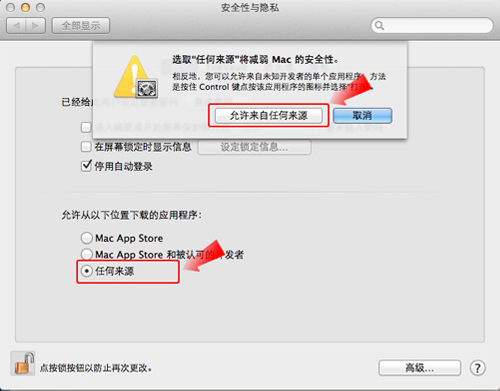 安全性与隐私
全部显示
选取“任何来源”将减弱 Mac 的安全性。
相反地，您可以允许来自未知开发者的单个应用程序，方法
是按住 Control 键点按该应用程序的图标并选择“打
允许来自任何来源
取消
已经给
在屏幕锁定时显示信息
设定锁定信息...
停用自动登录
允许从以下位置下载的应用程序：
Mac App Store
Mac App Store 和被认可的开发者
任何来源
点按锁按钮以防止再次更改。
高级...
?